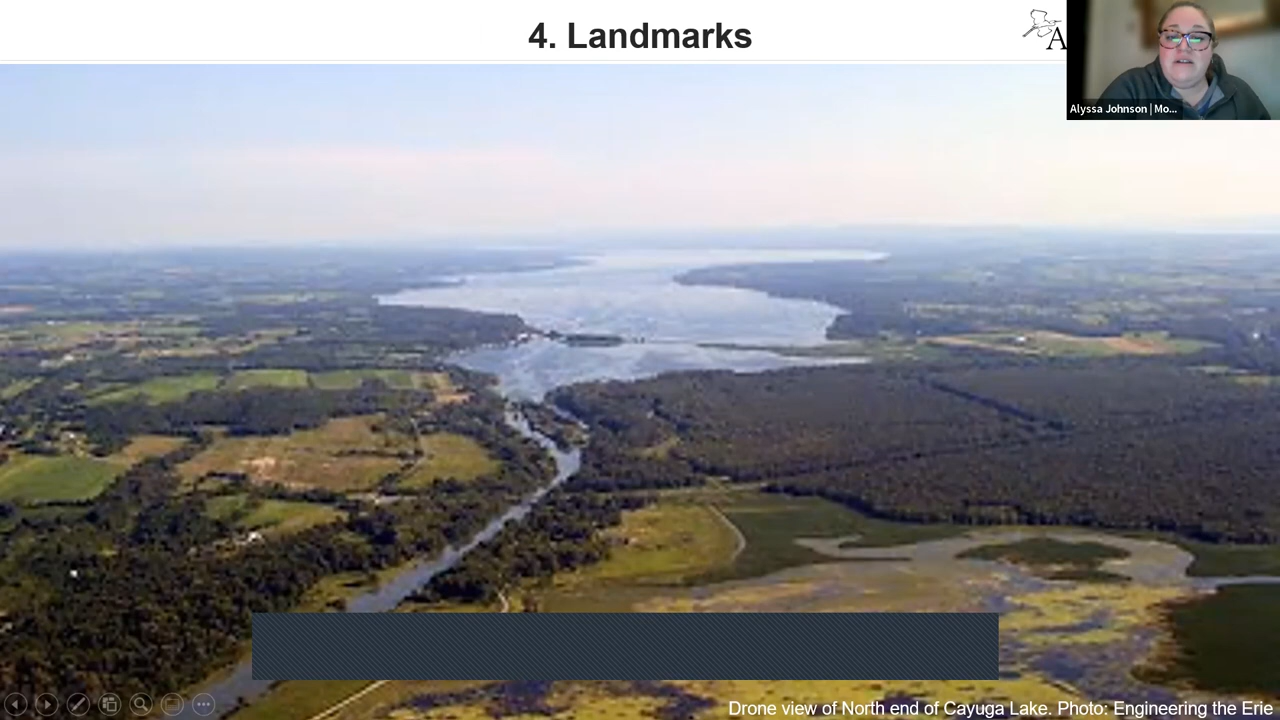 4. Landmarks
A
Alyssa Johnson | Mo...
Drone view of North end of Cayuga Lake. Photo: Engineering the Erie